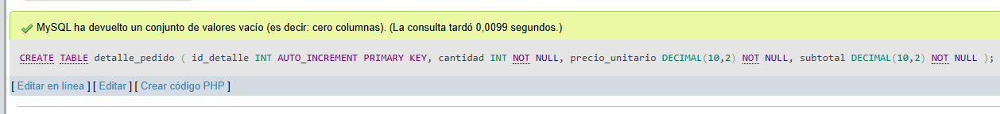 MySQL ha devuelto un conjunto de valores vacío (es decir: cero columnas). (La consulta tardó 0,0099 segundos.)
CREATE TABLE detalle_pedido ( id_detalle INT AUTO_INCREMENT PRIMARY KEY, cantidad INT NOT NULL, precio_unitario DECIMAL(10,2) NOT NULL, subtotal DECIMAL(10,2) NOT NULL );
[ Editar en línea ] [ Editar ] [ Crear código PHP ]